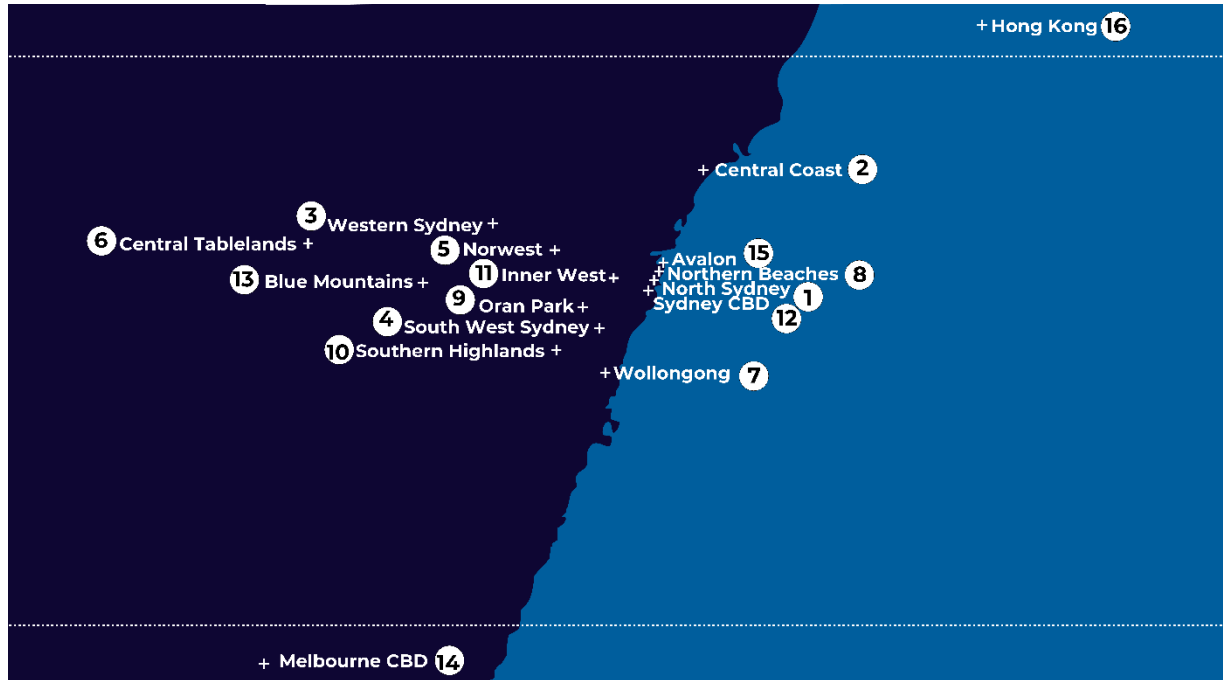 Hong Kong 16
Central Coast 2
3 Western Sydney
6 Central Tablelands
5 Norwest
Avalon 15
11 Inner West
Northern Beaches 8
13 Blue Mountains
North Sydney 1
9 Oran Park
Sydney CBD 12
4 South West Sydney
10 Southern Highlands
Wollongong 7
Melbourne CBD 14